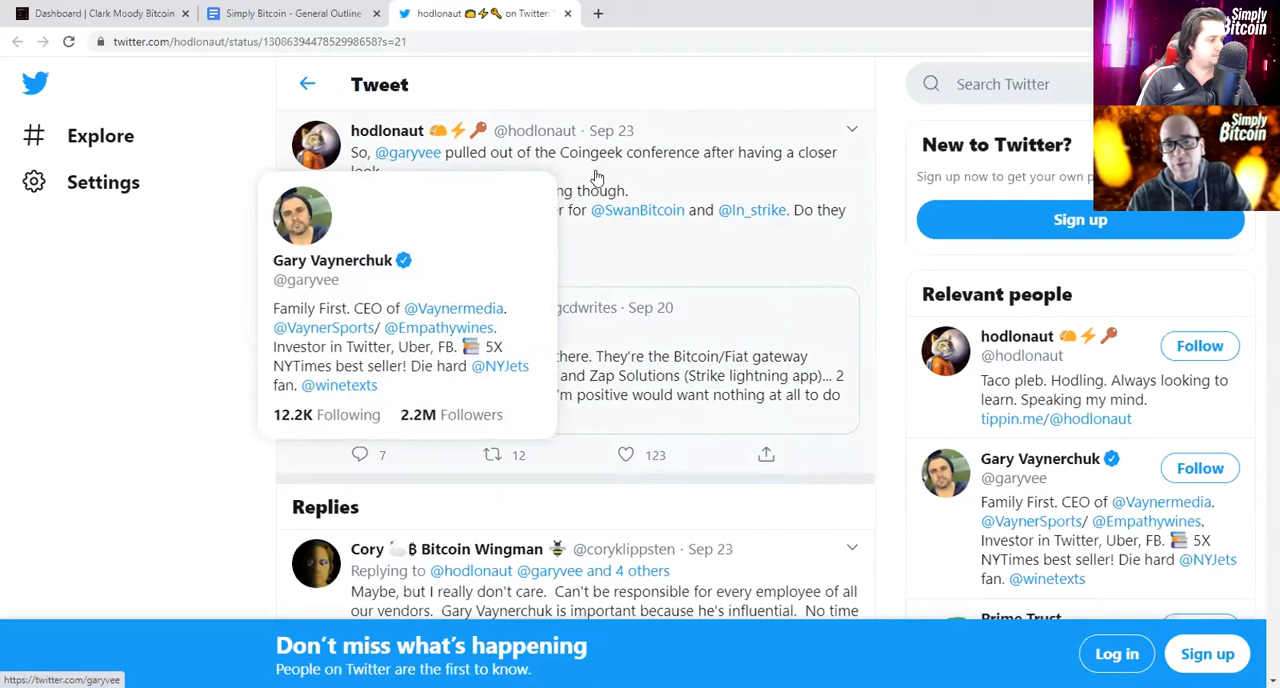 Dashboard | Clark Moody Bitcoin
Simply Bitcoin - General Outline
hodlonaut on Twitter:
twitter.com/hodlonaut/status/1308639447852998658?s=21
Simply
Bitcoin
Simply
Bitcoin
Explore
Settings
Tweet
hodlonaut 🌮⚡🔑 @hodlonaut · Sep 23
So, @garyvee pulled out of the Coingeek conference after having a closer
look
ng though.
r for @SwanBitcoin and @ln_strike. Do they
Gary Vaynerchuk
@garyvee
Family First. CEO of @Vaynermedia.
@VaynerSports/ @Empathywines.
Investor in Twitter, Uber, FB. 📚 5X
NYTimes best seller! Die hard @NYJets
fan. @winetexts
12.2K Following 2.2M Followers
gcdwrites · Sep 20
here. They're the Bitcoin/Fiat gateway
and Zap Solutions (Strike lightning app)... 2
'm positive would want nothing at all to do
7 12 123
Replies
Cory 🦢₿ Bitcoin Wingman 🐝 @coryklippsten · Sep 23
Replying to @hodlonaut @garyvee and 4 others
Maybe, but I really don't care. Can't be responsible for every employee of all
our vendors. Gary Vaynerchuk is important because he's influential. No time
Search Twitter
New to Twitter?
Sign up now to get your own
Sign up
Relevant people
hodlonaut 🌮⚡🔑
@hodlonaut
Follow
Taco pleb. Hodling. Always looking to
learn. Speaking my mind.
tippin.me/@hodlonaut
Gary Vaynerchuk
@garyvee
Follow
Family First. CEO of @Vaynermedia.
@VaynerSports/ @Empathywines.
Investor in Twitter, Uber, FB. 📚 5X
NYTimes best seller! Die hard @NYJets
fan. @winetexts
Prime Trust
Don't miss what's happening
People on Twitter are the first to know.
Log in
Sign up
https://twitter.com/garyvee